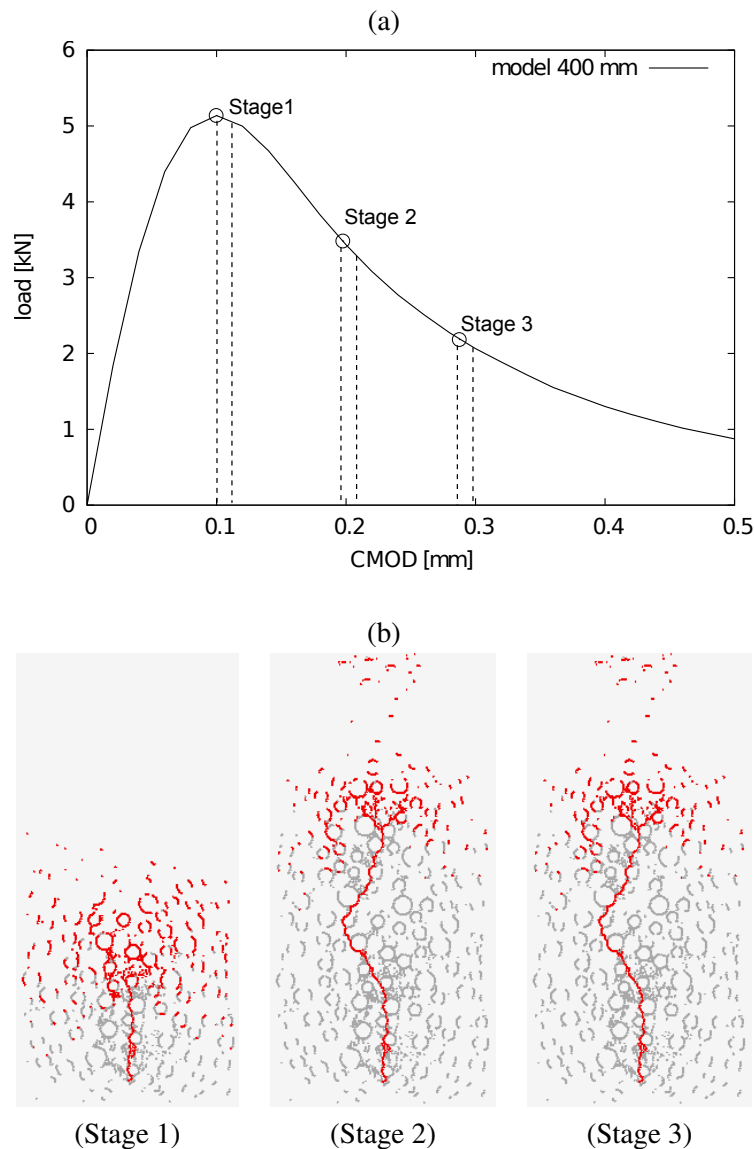 (a)
6
5
4
3
2
1
0
load [kN]
model 400 mm
Stage1
Stage 2
Stage 3
0 0.1 0.2 0.3 0.4 0.5
CMOD [mm]
(b)
(Stage 1) (Stage 2) (Stage 3)